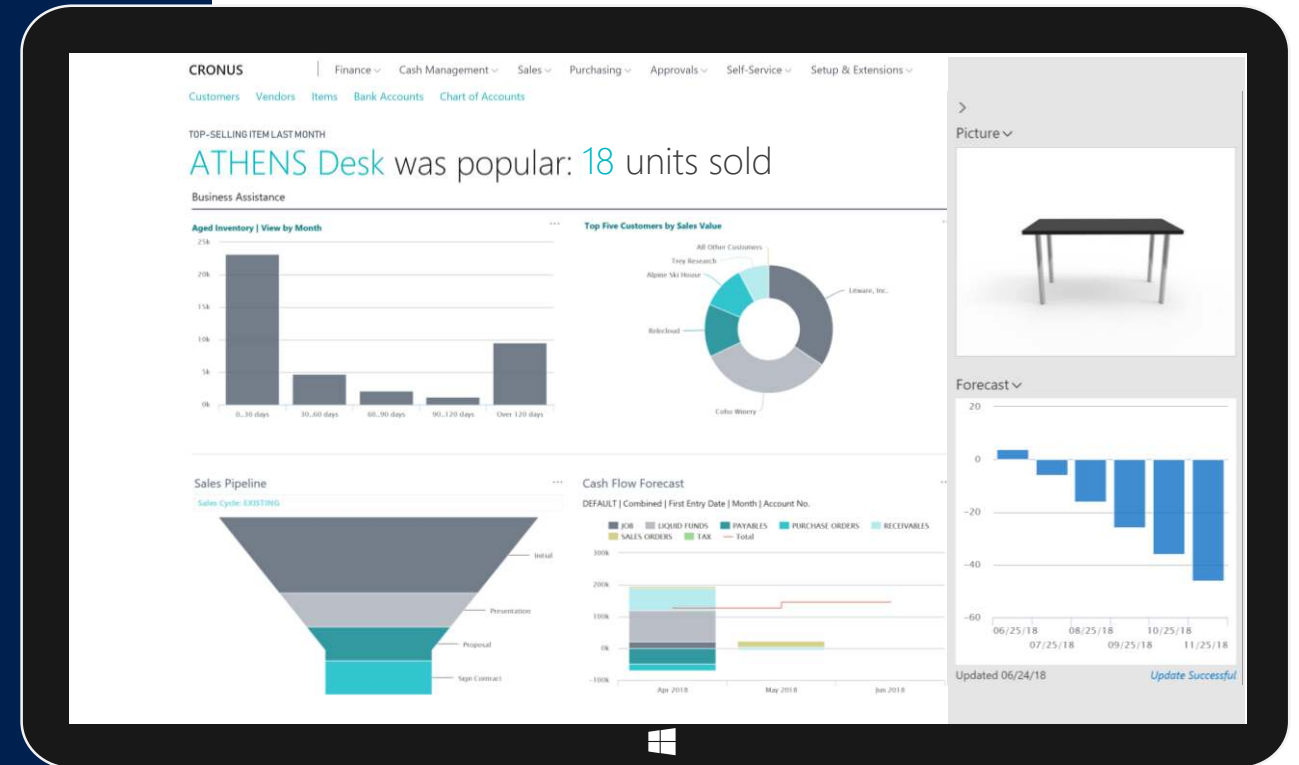 CRONUS
Finance Cash Management Sales Purchasing Approvals Self-Service Setup & Extensions
Customers Vendors Items Bank Accounts Chart of Accounts
TOP-SELLING ITEM LAST MONTH
ATHENS Desk was popular: 18 units sold
Business Assistance
Aged Inventory | View by Month
25k
20k
15k
10k
5k
0k
0..30 days 30..60 days 60..90 days 90..120 days Over 120 days
Top Five Customers by Sales Value
All Other Customers
Trey Research
Alpine Ski House
Litware, Inc.
Relecloud
Coho Winery
Sales Pipeline
Sales Cycle: EXISTING
Initial
Presentation
Proposal
Sign Contract
Cash Flow Forecast
DEFAULT | Combined | First Entry Date | Month | Account No.
JOB LIQUID FUNDS PAYABLES PURCHASE ORDERS RECEIVABLES
SALES ORDERS TAX Total
300k
200k
100k
0k
-100k
Apr 2018 May 2018 Jun 2018
Picture
Forecast
20
0
-20
-40
-60
06/25/18 08/25/18 10/25/18
07/25/18 09/25/18 11/25/18
Updated 06/24/18 Update Successful